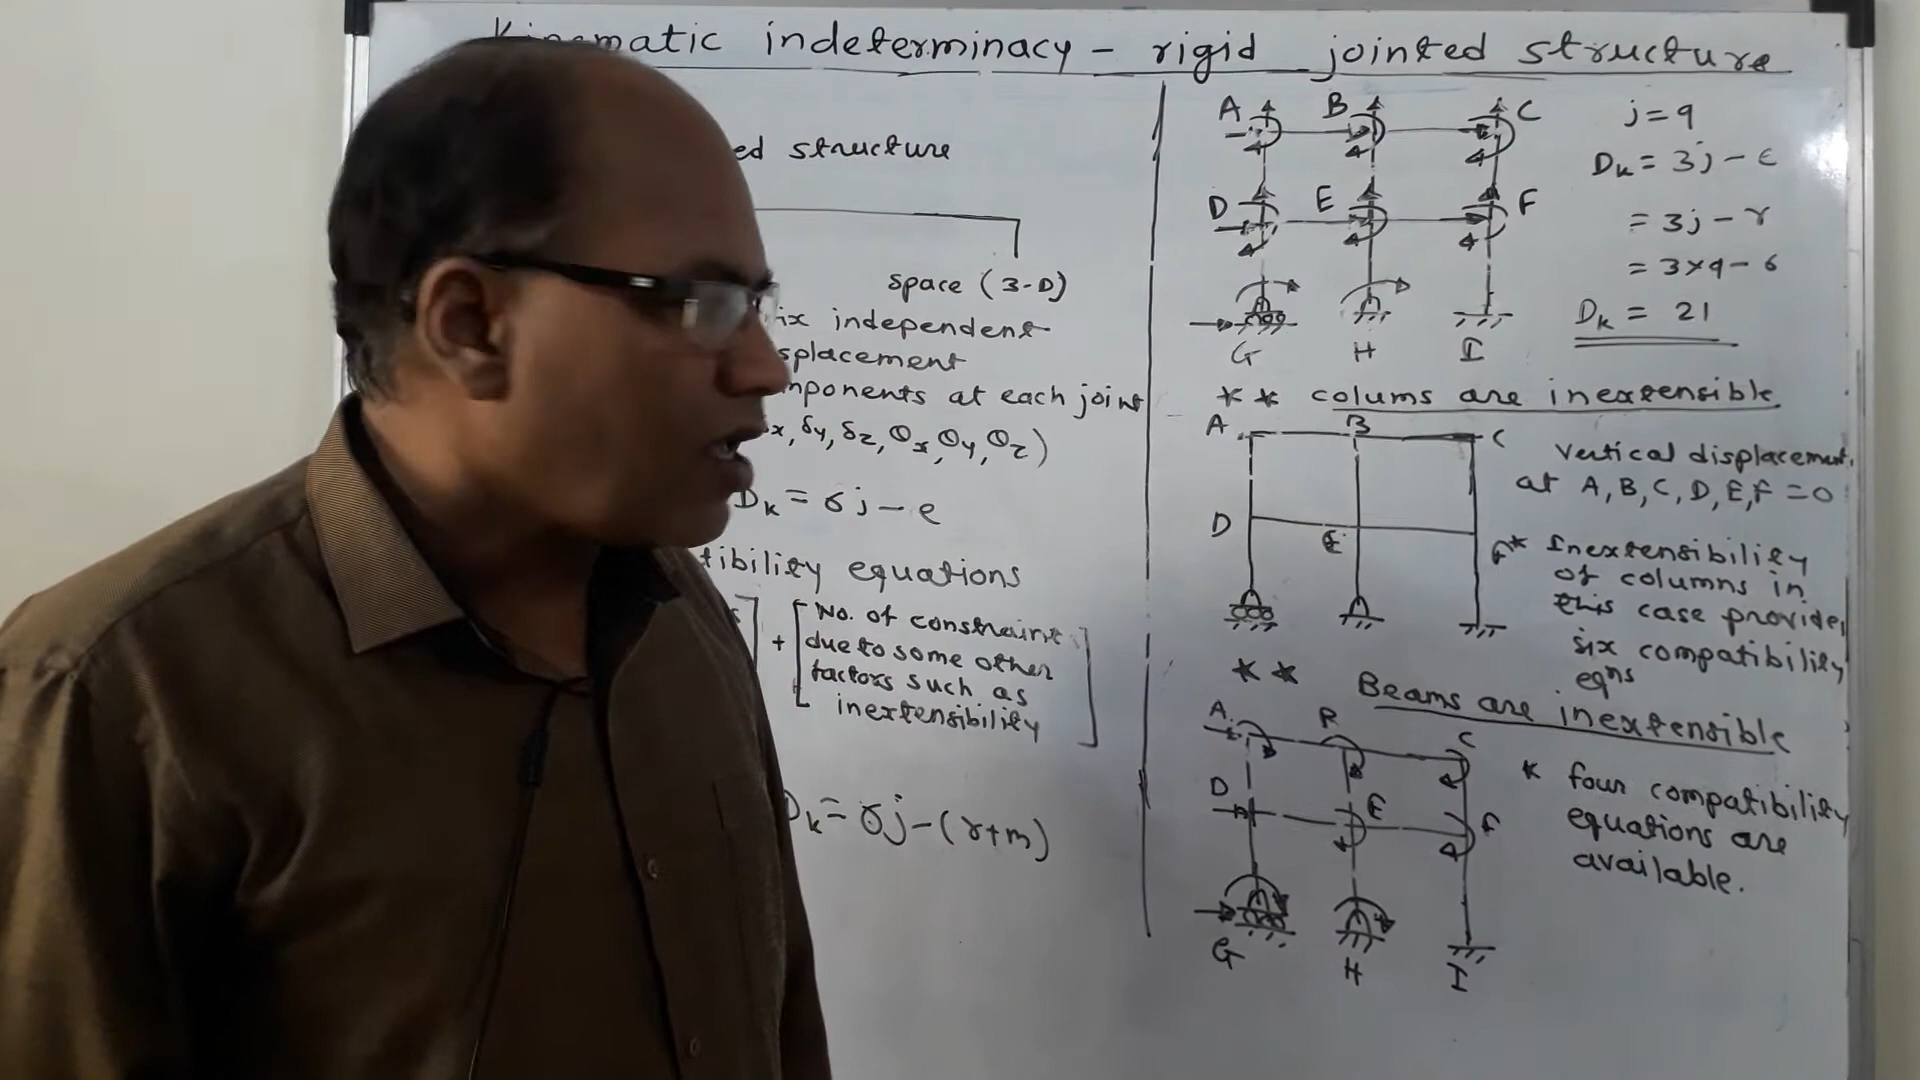 Kinematic indeterminacy - rigid jointed structure
ed structure
space (3-D)
ix independent
splacement
mponents at each joint
x, δy, δz, θx, θy, θz)
Dk = 6j - e
tibility equations
+ [No. of constraint
due to some other
factors such as
inextensibility]
Dk = 6j - (r+m)
A B C
D E F
G H I
j = 9
Dk = 3j - e
= 3j - r
= 3×9 - 6
Dk = 21
** colums are inextensible
A B C
D E F
Vertical displacement
at A, B, C, D, E, F = 0
* Inextensibility
of columns in
this case provides
six compatibility
eqns
** Beams are inextensible
A B C
D E F
G H I
* four compatibility
equations are
available.